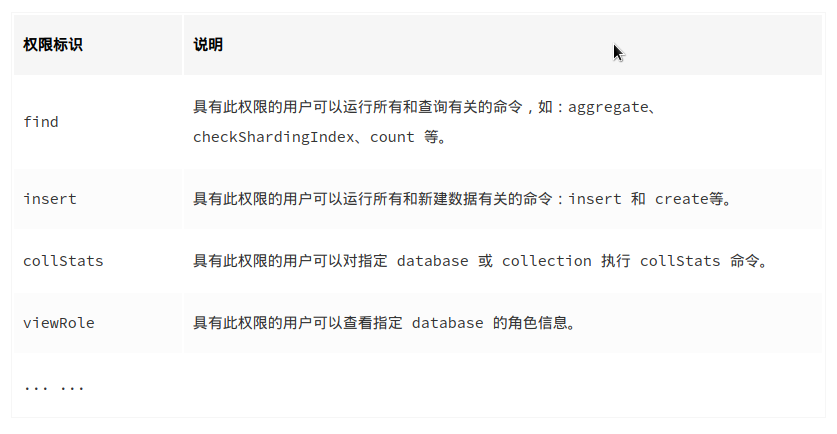 权限标识 说明
find 具有此权限的用户可以运行所有和查询有关的命令，如：aggregate、
checkShardingIndex、count 等。
insert 具有此权限的用户可以运行所有和新建数据有关的命令：insert 和 create等。
collStats 具有此权限的用户可以对指定 database 或 collection 执行 collStats 命令。
viewRole 具有此权限的用户可以查看指定 database 的角色信息。
... ...